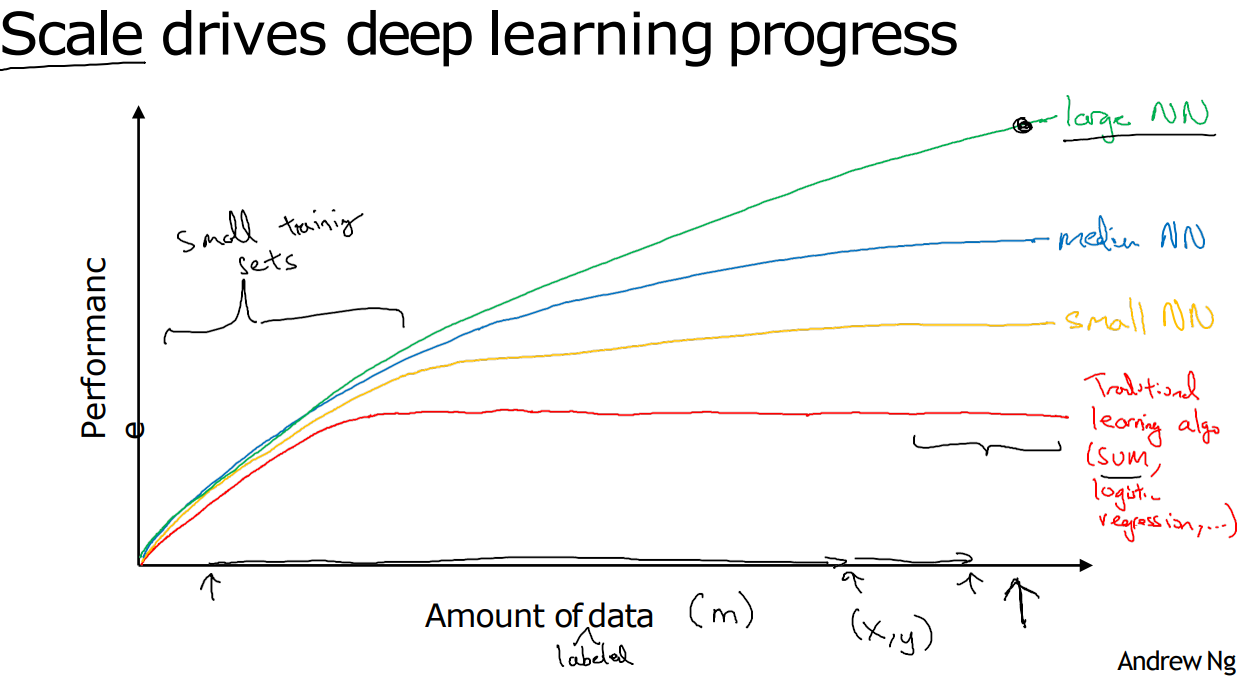 Scale drives deep learning progress
large NN
small training
sets
medium NN
small NN
Performanc
e
Traditional
learning algo
(SVM,
logistic
regression,...)
Amount of data (m)
labeled
(x,y)
Andrew Ng